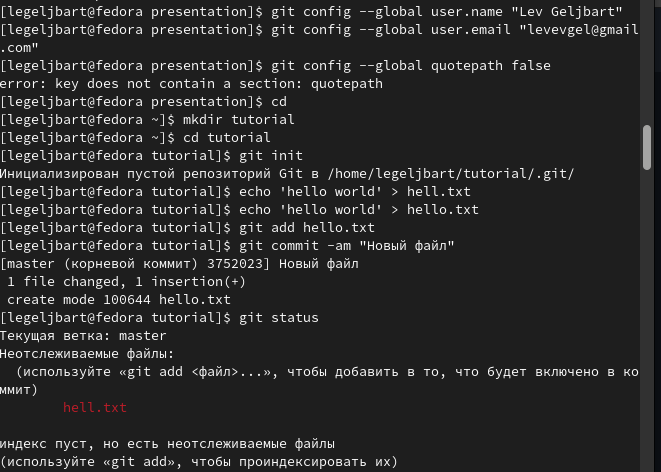 [legeljbart@fedora presentation]$ git config --global user.name "Lev Geljbart"
[legeljbart@fedora presentation]$ git config --global user.email "levevgel@gmail
.com"
[legeljbart@fedora presentation]$ git config --global quotepath false
error: key does not contain a section: quotepath
[legeljbart@fedora presentation]$ cd
[legeljbart@fedora ~]$ mkdir tutorial
[legeljbart@fedora ~]$ cd tutorial
[legeljbart@fedora tutorial]$ git init
Инициализирован пустой репозиторий Git в /home/legeljbart/tutorial/.git/
[legeljbart@fedora tutorial]$ echo 'hello world' > hell.txt
[legeljbart@fedora tutorial]$ echo 'hello world' > hello.txt
[legeljbart@fedora tutorial]$ git add hello.txt
[legeljbart@fedora tutorial]$ git commit -am "Новый файл"
[master (корневой коммит) 3752023] Новый файл
 1 file changed, 1 insertion(+)
 create mode 100644 hello.txt
[legeljbart@fedora tutorial]$ git status
Текущая ветка: master
Неотслеживаемые файлы:
  (используйте «git add <файл>...», чтобы добавить в то, что будет включено в ко
ммит)
        hell.txt
индекс пуст, но есть неотслеживаемые файлы
(используйте «git add», чтобы проиндексировать их)